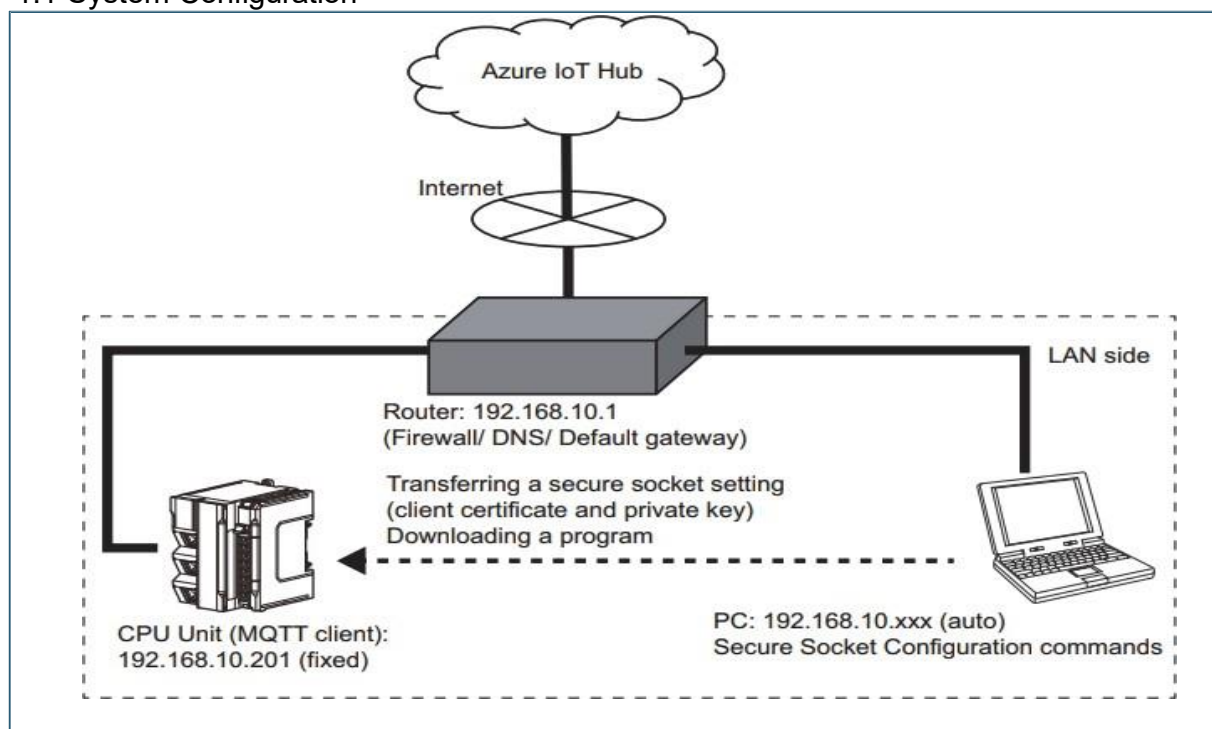 Azure IoT Hub
Internet
LAN side
Router: 192.168.10.1
(Firewall/ DNS/ Default gateway)
Transferring a secure socket setting
(client certificate and private key)
Downloading a program
CPU Unit (MQTT client):
192.168.10.201 (fixed)
PC: 192.168.10.xxx (auto)
Secure Socket Configuration commands